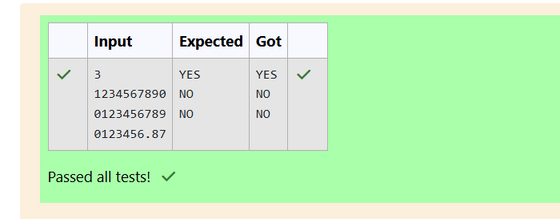 Input Expected Got
3 YES YES
1234567890 NO NO
0123456789 NO NO
0123456.87
Passed all tests!